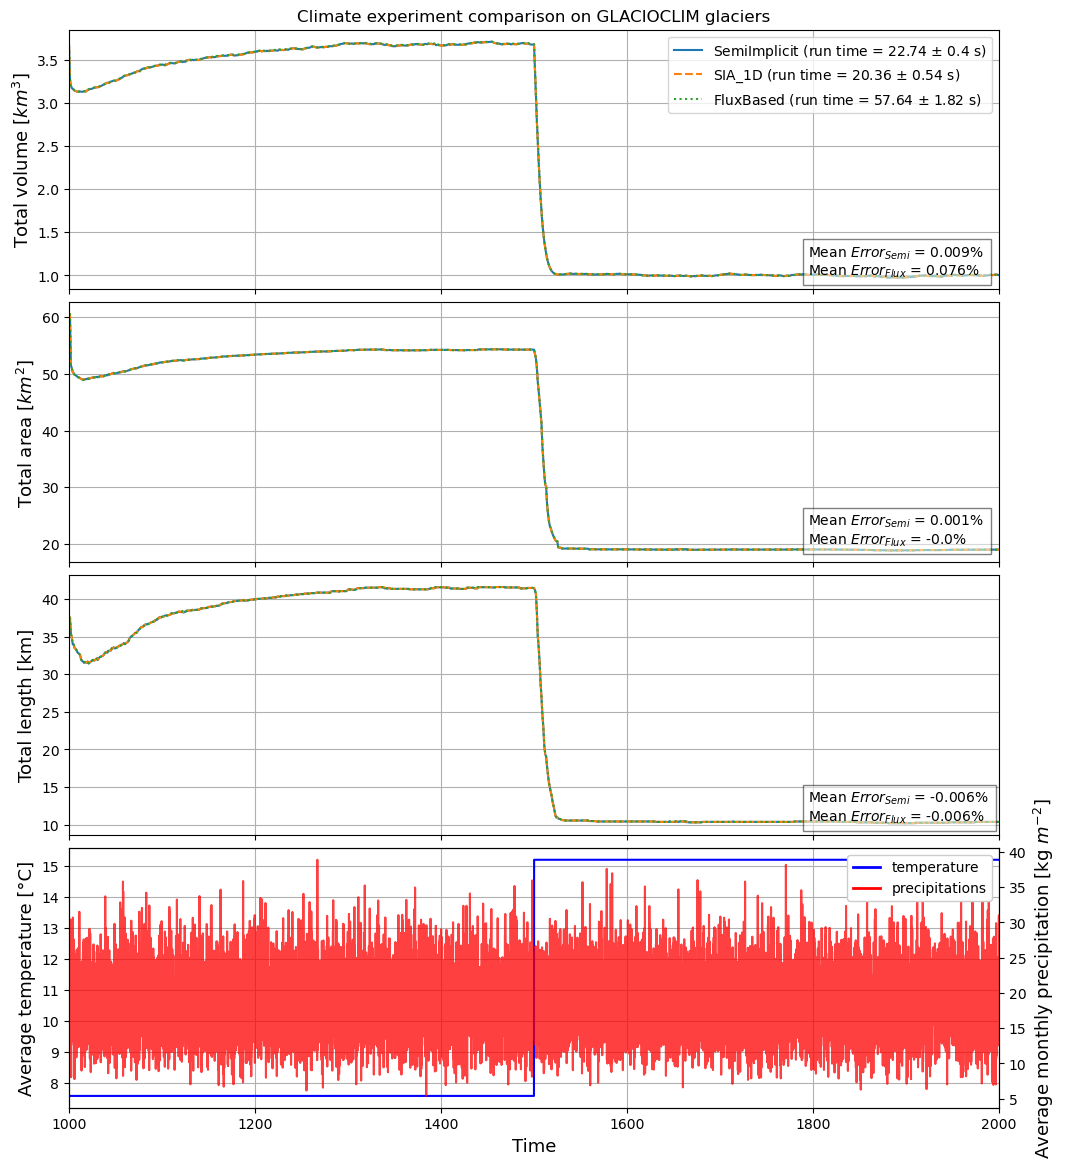 Climate experiment comparison on GLACIOCLIM glaciers
SemiImplicit (run time = 22.74 ± 0.4 s)
SIA_1D (run time = 20.36 ± 0.54 s)
FluxBased (run time = 57.64 ± 1.82 s)
Total volume [km³]
3.5
3.0
2.5
2.0
1.5
1.0
Mean Error_Semi = 0.009%
Mean Error_Flux = 0.076%
Total area [km²]
60
50
40
30
20
Mean Error_Semi = 0.001%
Mean Error_Flux = -0.0%
Total length [km]
40
35
30
25
20
15
10
Mean Error_Semi = -0.006%
Mean Error_Flux = -0.006%
Average temperature [°C]
15
14
13
12
11
10
9
8
temperature
precipitations
40
35
30
25
20
15
10
5
Average monthly precipitation [kg m⁻²]
1000
1200
1400
1600
1800
2000
Time